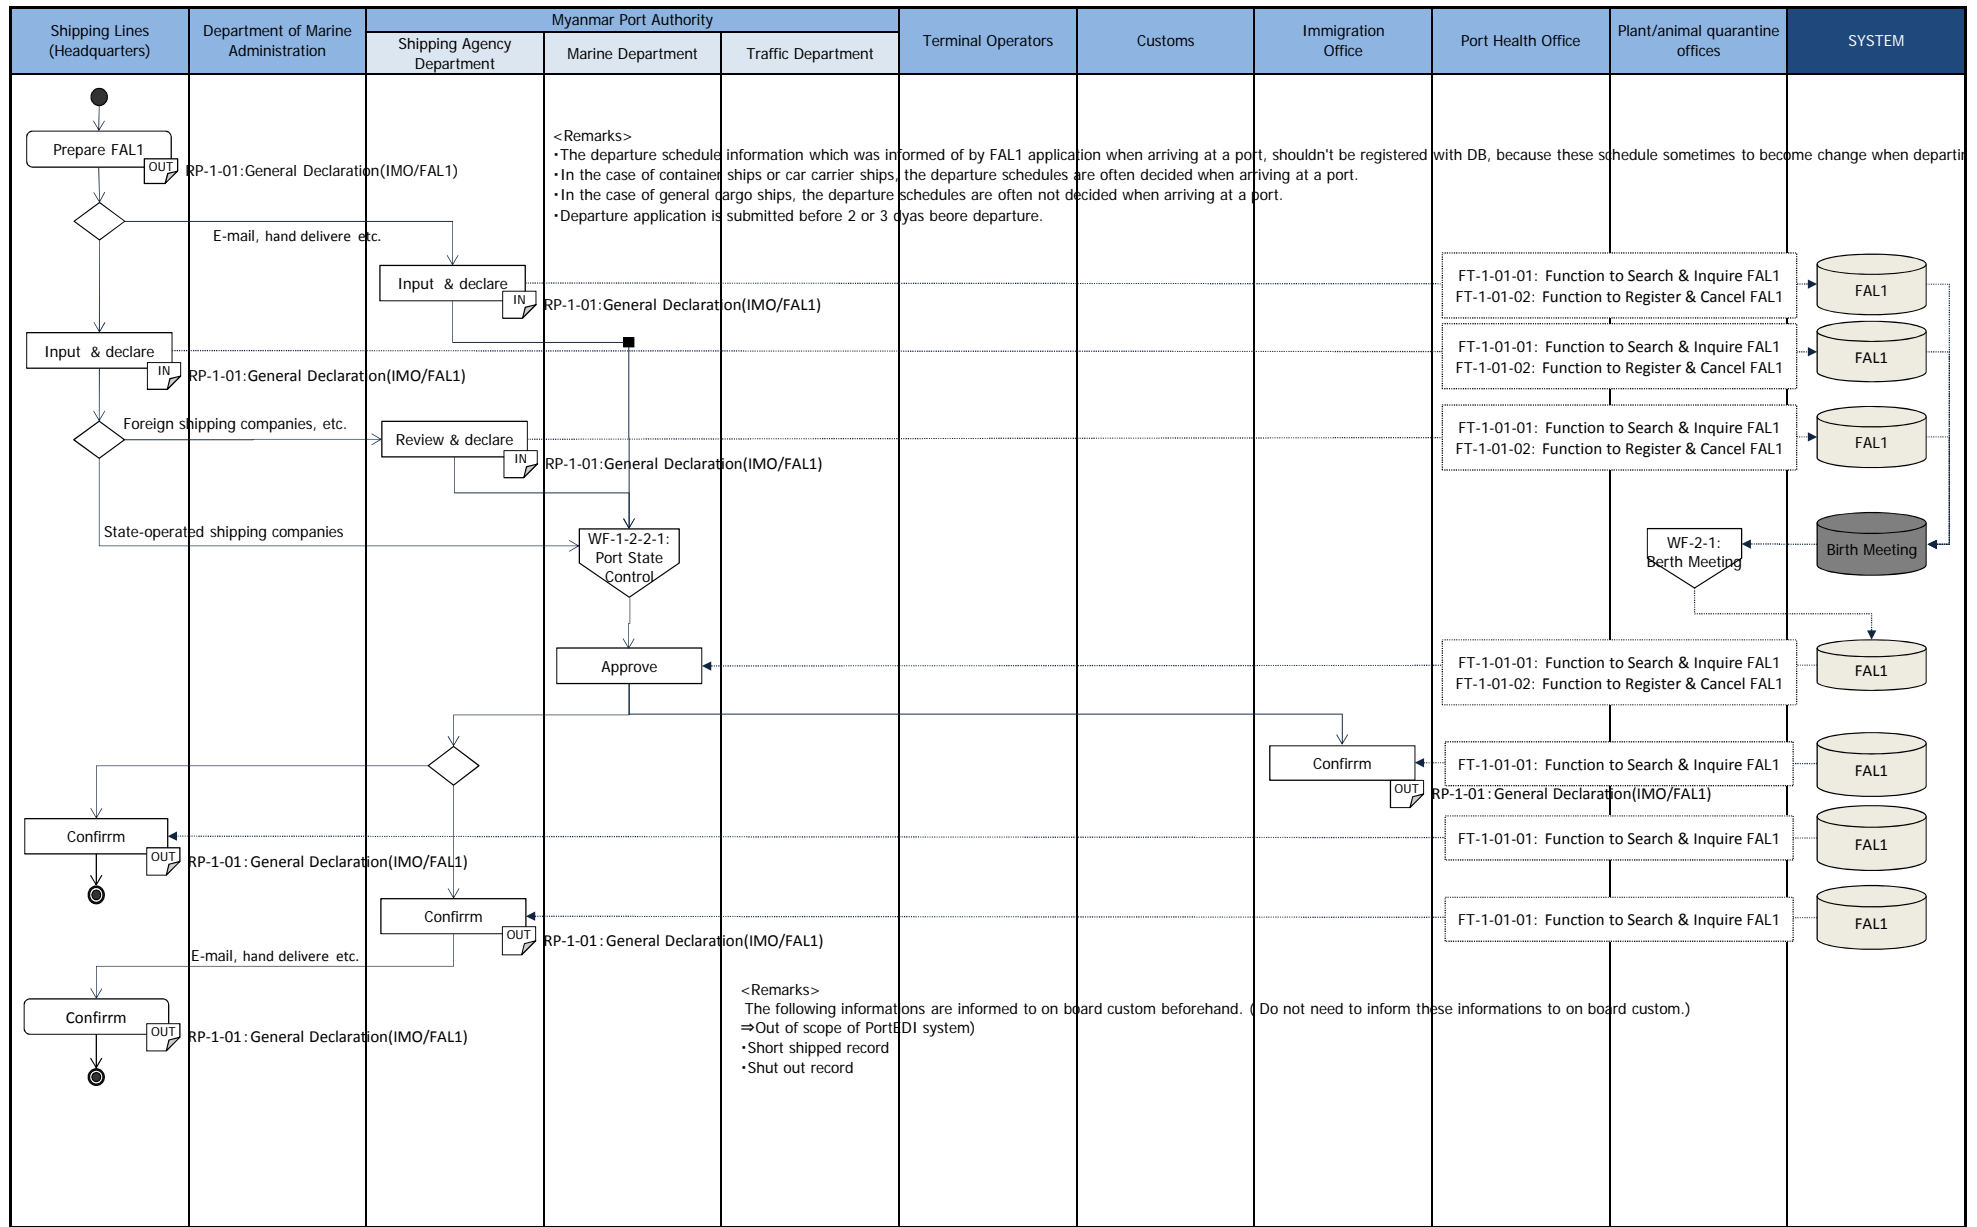 Shipping Lines
(Headquarters)
Department of Marine
Administration
Myanmar Port Authority
Shipping Agency
Department
Marine Department
Traffic Department
Terminal Operators
Customs
Immigration
Office
Port Health Office
Plant/animal quarantine
offices
SYSTEM
<Remarks>
・The departure schedule information which was informed of by FAL1 application when arriving at a port, shouldn't be registered with DB, because these schedule sometimes to become change when departin
・In the case of container ships or car carrier ships, the departure schedules are often decided when arriving at a port.
・In the case of general cargo ships, the departure schedules are often not decided when arriving at a port.
・Departure application is submitted before 2 or 3 dyas beore departure.
Prepare FAL1
OUT
RP-1-01:General Declaration(IMO/FAL1)
E-mail, hand delivere etc.
Input & declare
IN
RP-1-01:General Declaration(IMO/FAL1)
FT-1-01-01: Function to Search & Inquire FAL1
FT-1-01-02: Function to Register & Cancel FAL1
FAL1
Input & declare
IN
RP-1-01:General Declaration(IMO/FAL1)
FT-1-01-01: Function to Search & Inquire FAL1
FT-1-01-02: Function to Register & Cancel FAL1
FAL1
Foreign shipping companies, etc.
Review & declare
IN
RP-1-01:General Declaration(IMO/FAL1)
FT-1-01-01: Function to Search & Inquire FAL1
FT-1-01-02: Function to Register & Cancel FAL1
FAL1
State-operated shipping companies
WF-1-2-2-1:
Port State
Control
WF-2-1:
Berth Meeting
Birth Meeting
Approve
FT-1-01-01: Function to Search & Inquire FAL1
FT-1-01-02: Function to Register & Cancel FAL1
FAL1
Confirrm
OUT
RP-1-01:General Declaration(IMO/FAL1)
FT-1-01-01: Function to Search & Inquire FAL1
FAL1
Confirrm
OUT
RP-1-01:General Declaration(IMO/FAL1)
FT-1-01-01: Function to Search & Inquire FAL1
FAL1
Confirrm
OUT
RP-1-01:General Declaration(IMO/FAL1)
FT-1-01-01: Function to Search & Inquire FAL1
FAL1
E-mail, hand delivere etc.
Confirrm
OUT
RP-1-01:General Declaration(IMO/FAL1)
<Remarks>
The following informations are informed to on board custom beforehand. ( Do not need to inform these informations to on board custom.)
⇒Out of scope of PortEDI system)
・Short shipped record
・Shut out record